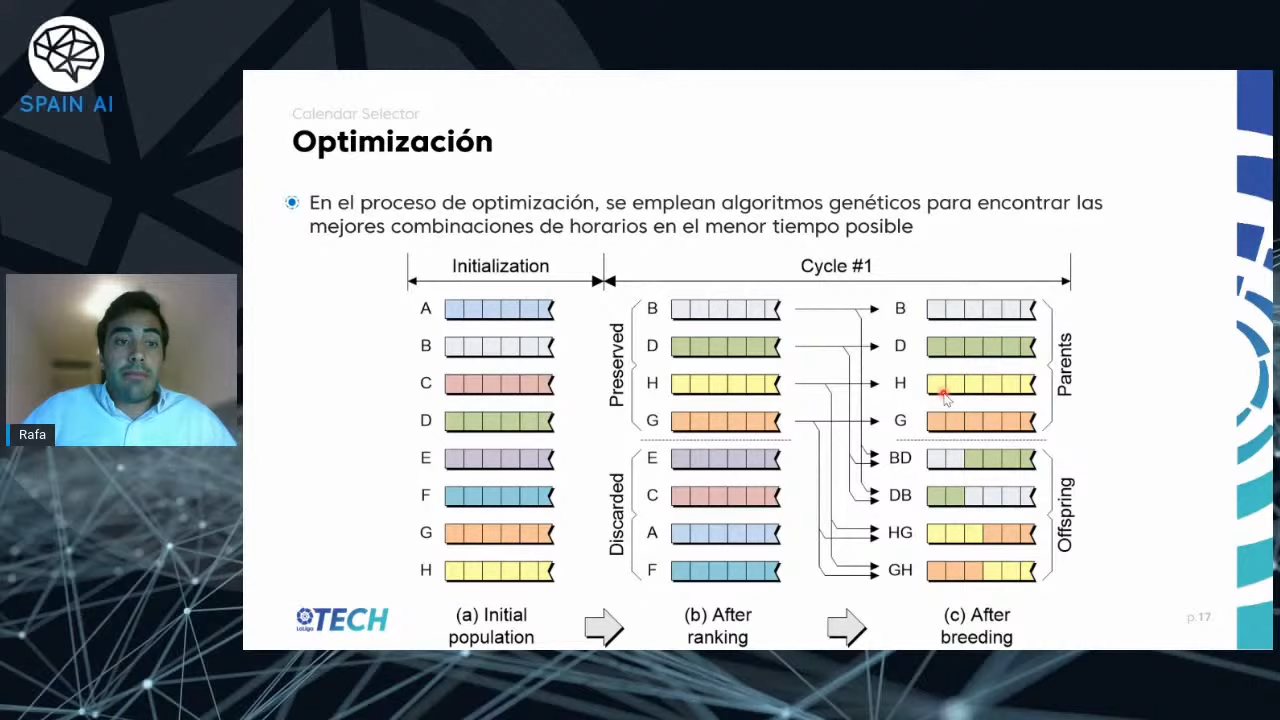 SPAIN AI
Calendar Selector
Optimización
En el proceso de optimización, se emplean algoritmos genéticos para encontrar las
mejores combinaciones de horarios en el menor tiempo posible
Initialization
Cycle #1
A
B
C
D
E
F
G
H
Preserved
Discarded
B
D
H
G
E
C
A
F
B
D
H
G
BD
DB
HG
GH
Parents
Offspring
Rafa
LaLiga
TECH
(a) Initial
population
(b) After
ranking
(c) After
breeding
p.17